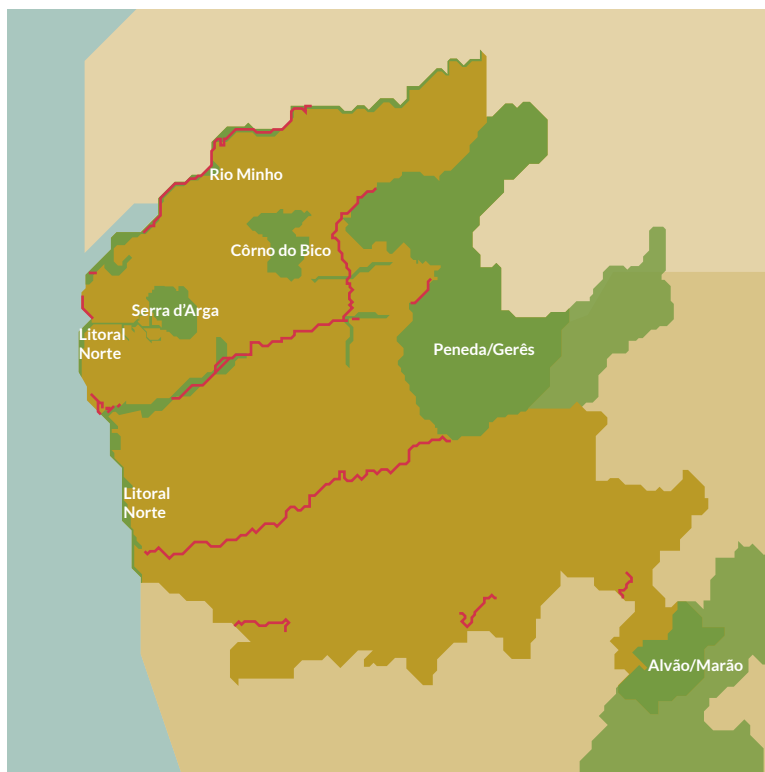 Rio Minho
Côrno do Bico
Serra d’Arga
Litoral
Norte
Peneda/Gerês
Litoral
Norte
Alvão/Marão